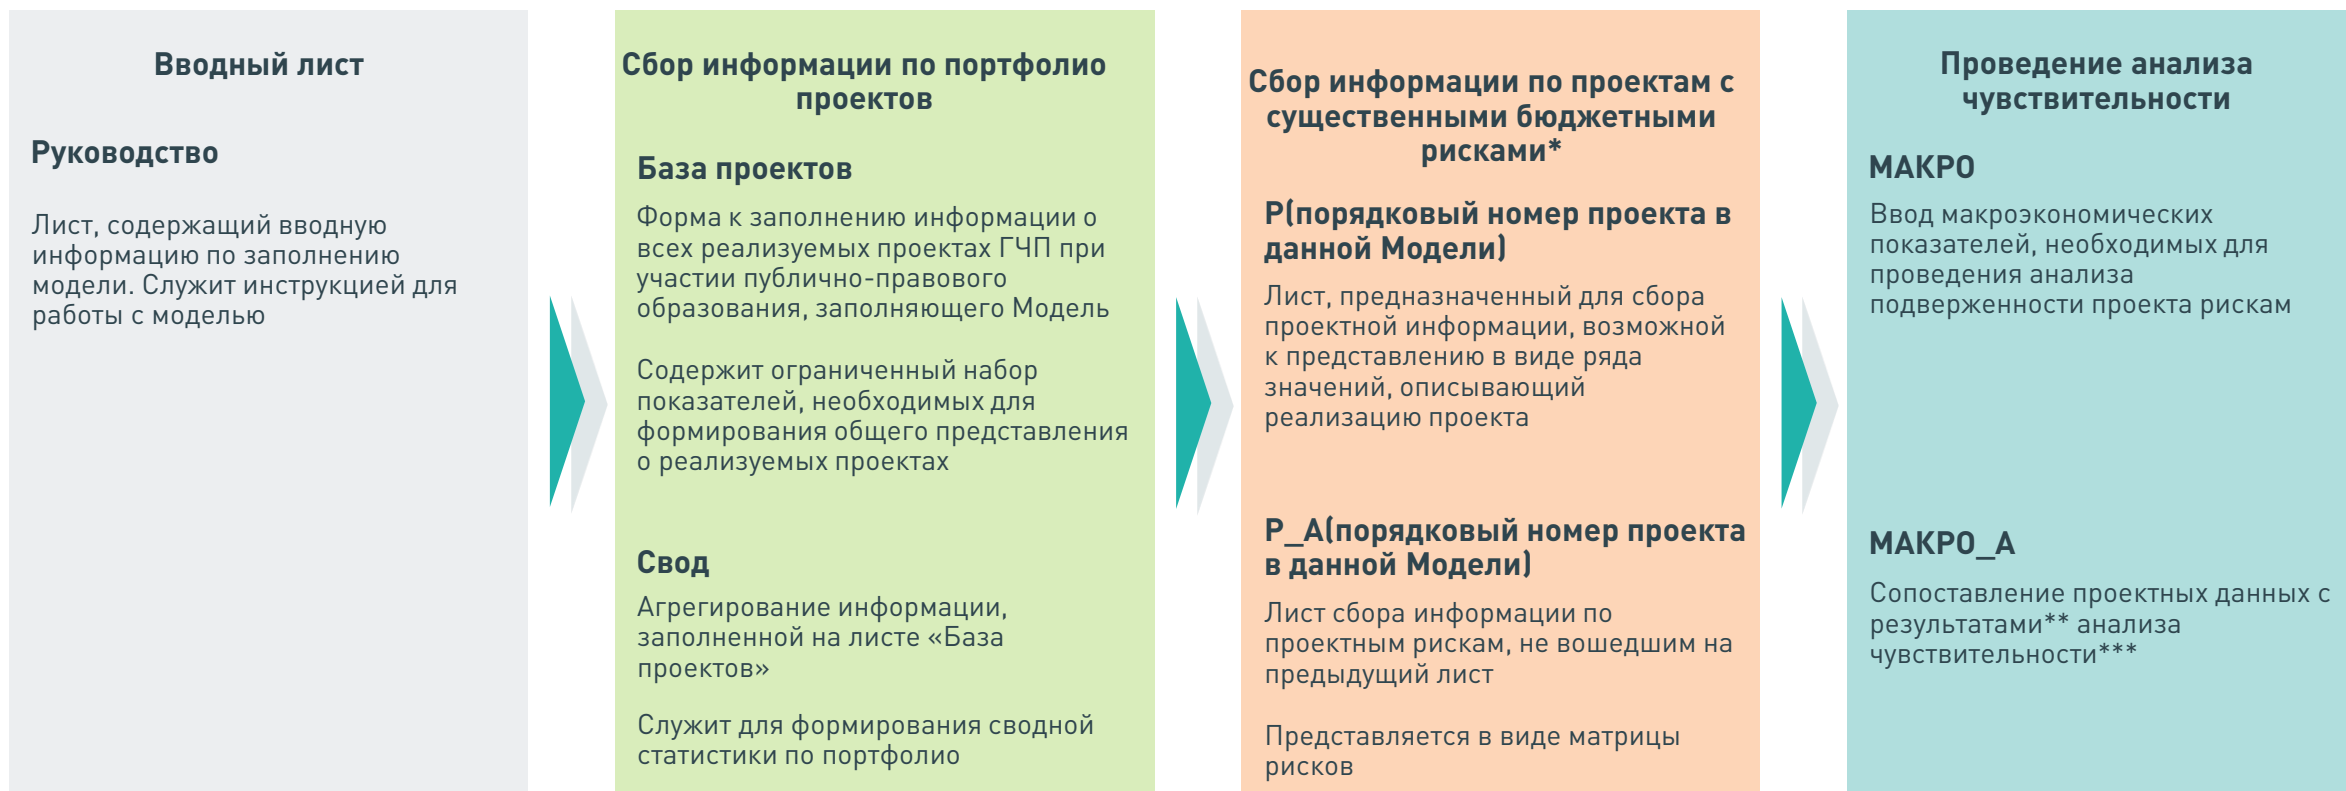 Вводный лист
Руководство
Лист, содержащий вводную
информацию по заполнению
модели. Служит инструкцией для
работы с моделью
Сбор информации по портфолио
проектов
База проектов
Форма к заполнению информации о
всех реализуемых проектах ГЧП при
участии публично-правового
образования, заполняющего Модель
Содержит ограниченный набор
показателей, необходимых для
формирования общего представления
о реализуемых проектах
Свод
Агрегирование информации,
заполненной на листе «База
проектов»
Служит для формирования сводной
статистики по портфолио
Сбор информации по проектам с
существенными бюджетными
рисками*
P(порядковый номер проекта в
данной Модели)
Лист, предназначенный для сбора
проектной информации, возможной
к представлению в виде ряда
значений, описывающий
реализацию проекта
P_A(порядковый номер проекта
в данной Модели)
Лист сбора информации по
проектным рискам, не вошедшим на
предыдущий лист
Представляется в виде матрицы
рисков
Проведение анализа
чувствительности
МАКРО
Ввод макроэкономических
показателей, необходимых для
проведения анализа
подверженности проекта рискам
МАКРО_А
Сопоставление проектных данных с
результатами** анализа
чувствительности***